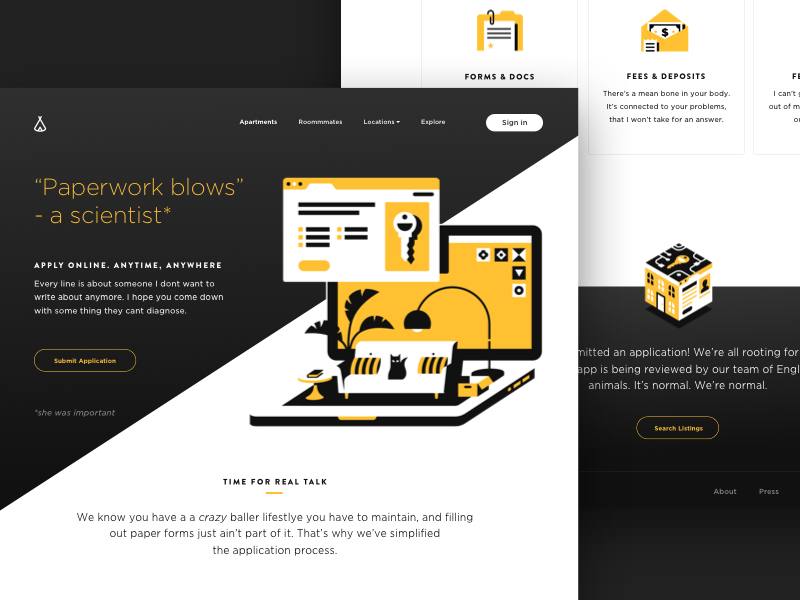 FORMS & DOCS
FEES & DEPOSITS
There's a mean bone in your body.
It's connected to your problems,
that I won't take for an answer.
I can't
out of
Apartments
Roommmates
Locations
Explore
Sign in
“Paperwork blows”
- a scientist*
APPLY ONLINE. ANYTIME, ANYWHERE
Every line is about someone I dont want to
write about anymore. I hope you come down
with some thing they cant diagnose.
Submit Application
*she was important
TIME FOR REAL TALK
We know you have a a crazy baller lifestlye you have to maintain, and filling
out paper forms just ain't part of it. That's why we've simplified
the application process.
an application! We're all rooting for
app is being reviewed by our team of
animals. It's normal. We're normal.
Search Listings
About
Press